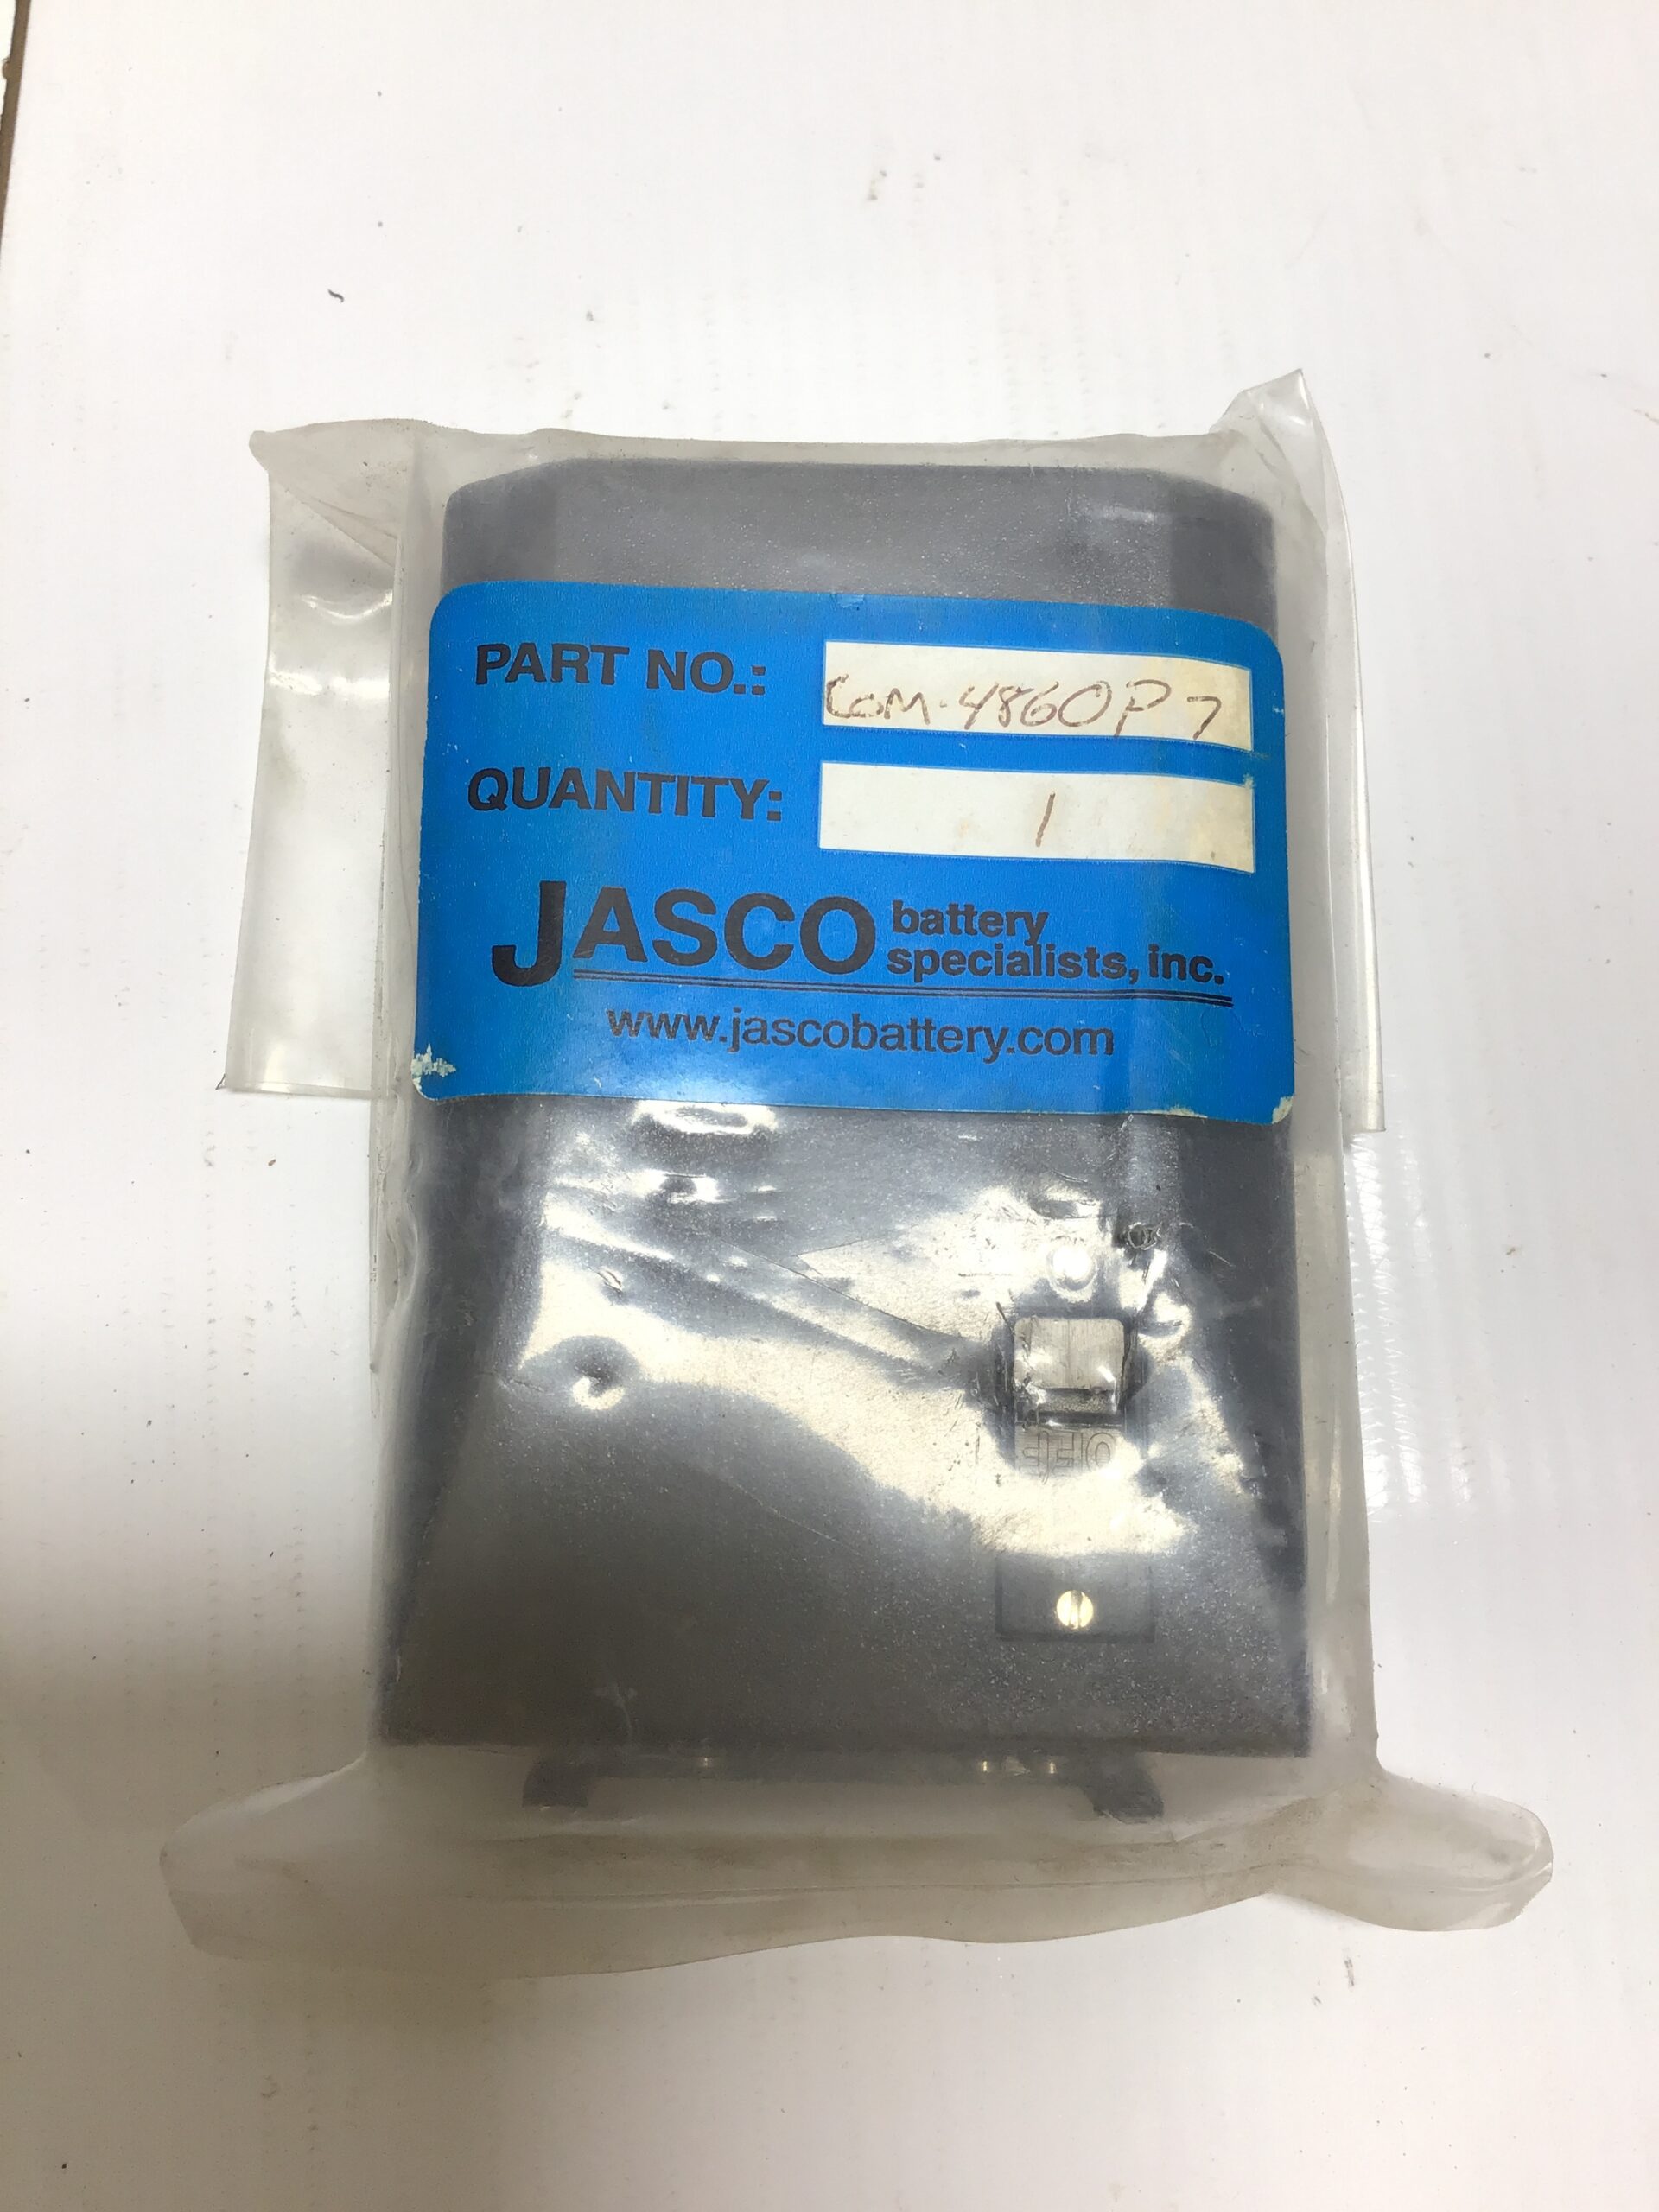 PART NO.: COM-4860P7
QUANTITY: 1
JASCO battery
specialists, inc.
www.jascobattery.com
OFF